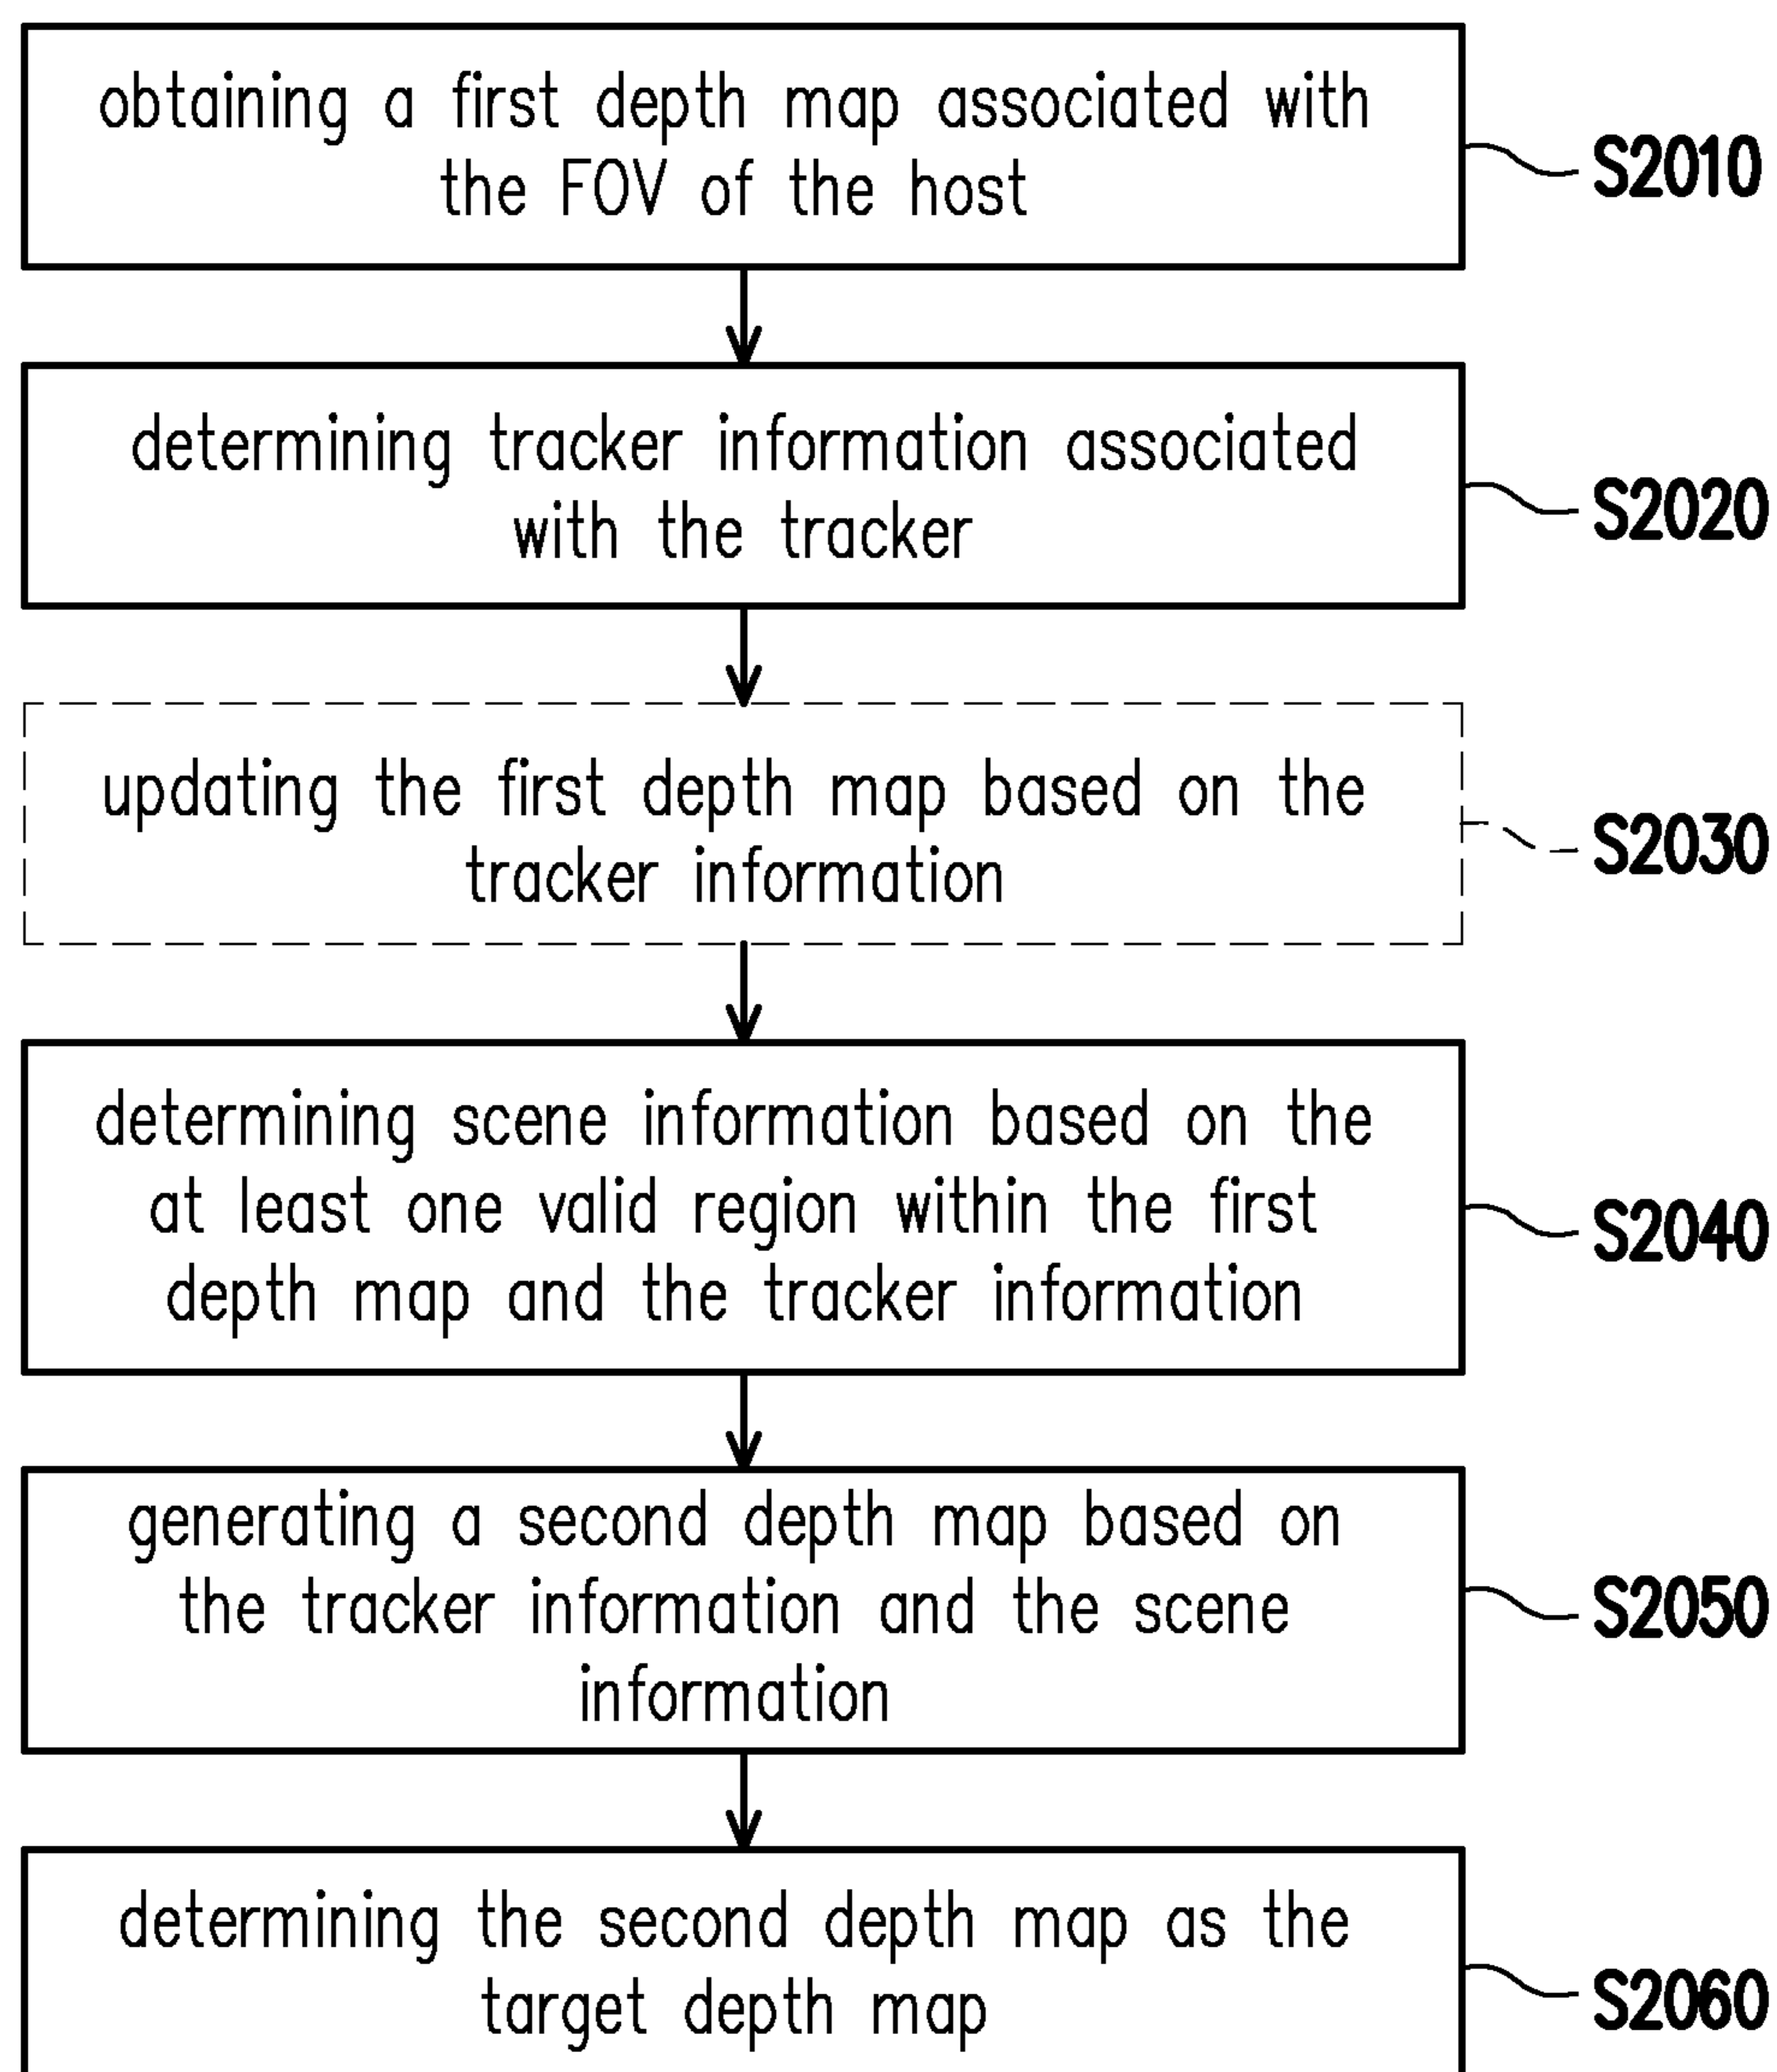 obtaining a first depth map associated with
the FOV of the host
S2010
determining tracker information associated
with the tracker
S2020
updating the first depth map based on the
tracker information
S2030
determining scene information based on the
at least one valid region within the first
depth map and the tracker information
S2040
generating a second depth map based on
the tracker information and the scene
information
S2050
determining the second depth map as the
target depth map
S2060